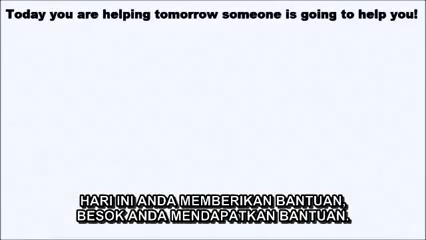 Today you are helping tomorrow someone is going to help you!
HARI INI ANDA MEMBERIKAN BANTUAN,
BESOK ANDA MENDAPATKAN BANTUAN.